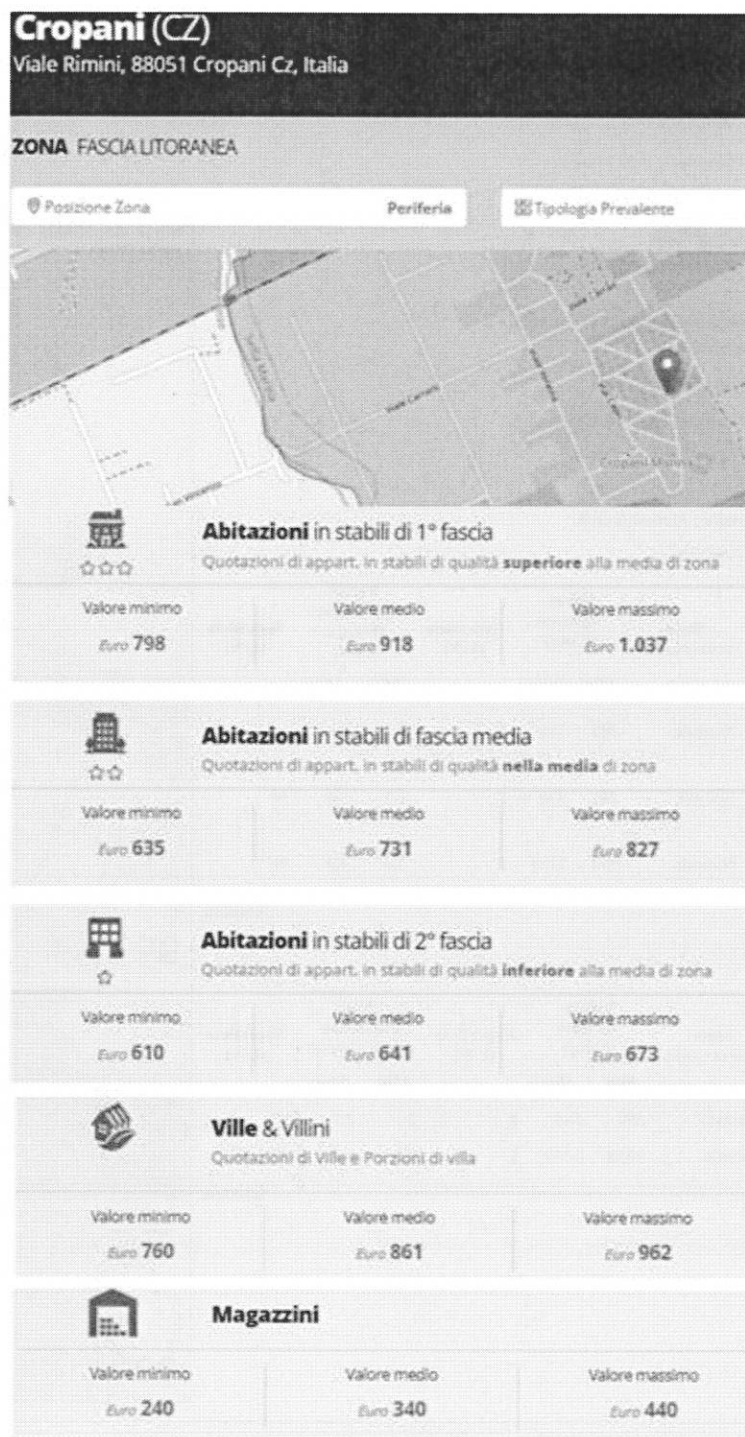 Cropani (CZ)
Viale Rimini, 88051 Cropani Cz, Italia
ZONA FASCIA LITORANEA
Posizione Zona Periferia Tipologia Prevalente
Viale Carrara
Cropani Marina
Abitazioni in stabili di 1° fascia
Quotazioni di appart. in stabili di qualità superiore alla media di zona
Valore minimo Valore medio Valore massimo
Euro 798 Euro 918 Euro 1.037
Abitazioni in stabili di fascia media
Quotazioni di appart. in stabili di qualità nella media di zona
Valore minimo Valore medio Valore massimo
Euro 635 Euro 731 Euro 827
Abitazioni in stabili di 2° fascia
Quotazioni di appart. in stabili di qualità inferiore alla media di zona
Valore minimo Valore medio Valore massimo
Euro 610 Euro 641 Euro 673
Ville & Villini
Quotazioni di Ville e Porzioni di villa
Valore minimo Valore medio Valore massimo
Euro 760 Euro 861 Euro 962
Magazzini
Valore minimo Valore medio Valore massimo
Euro 240 Euro 340 Euro 440